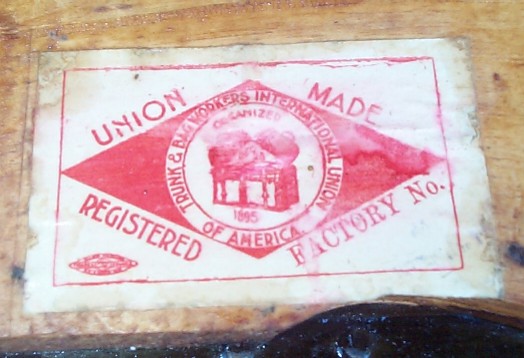 UNION MADE
TRUNK & BAG WORKERS INTERNATIONAL UNION
OF AMERICA
ORGANIZED
1895
REGISTERED FACTORY No.